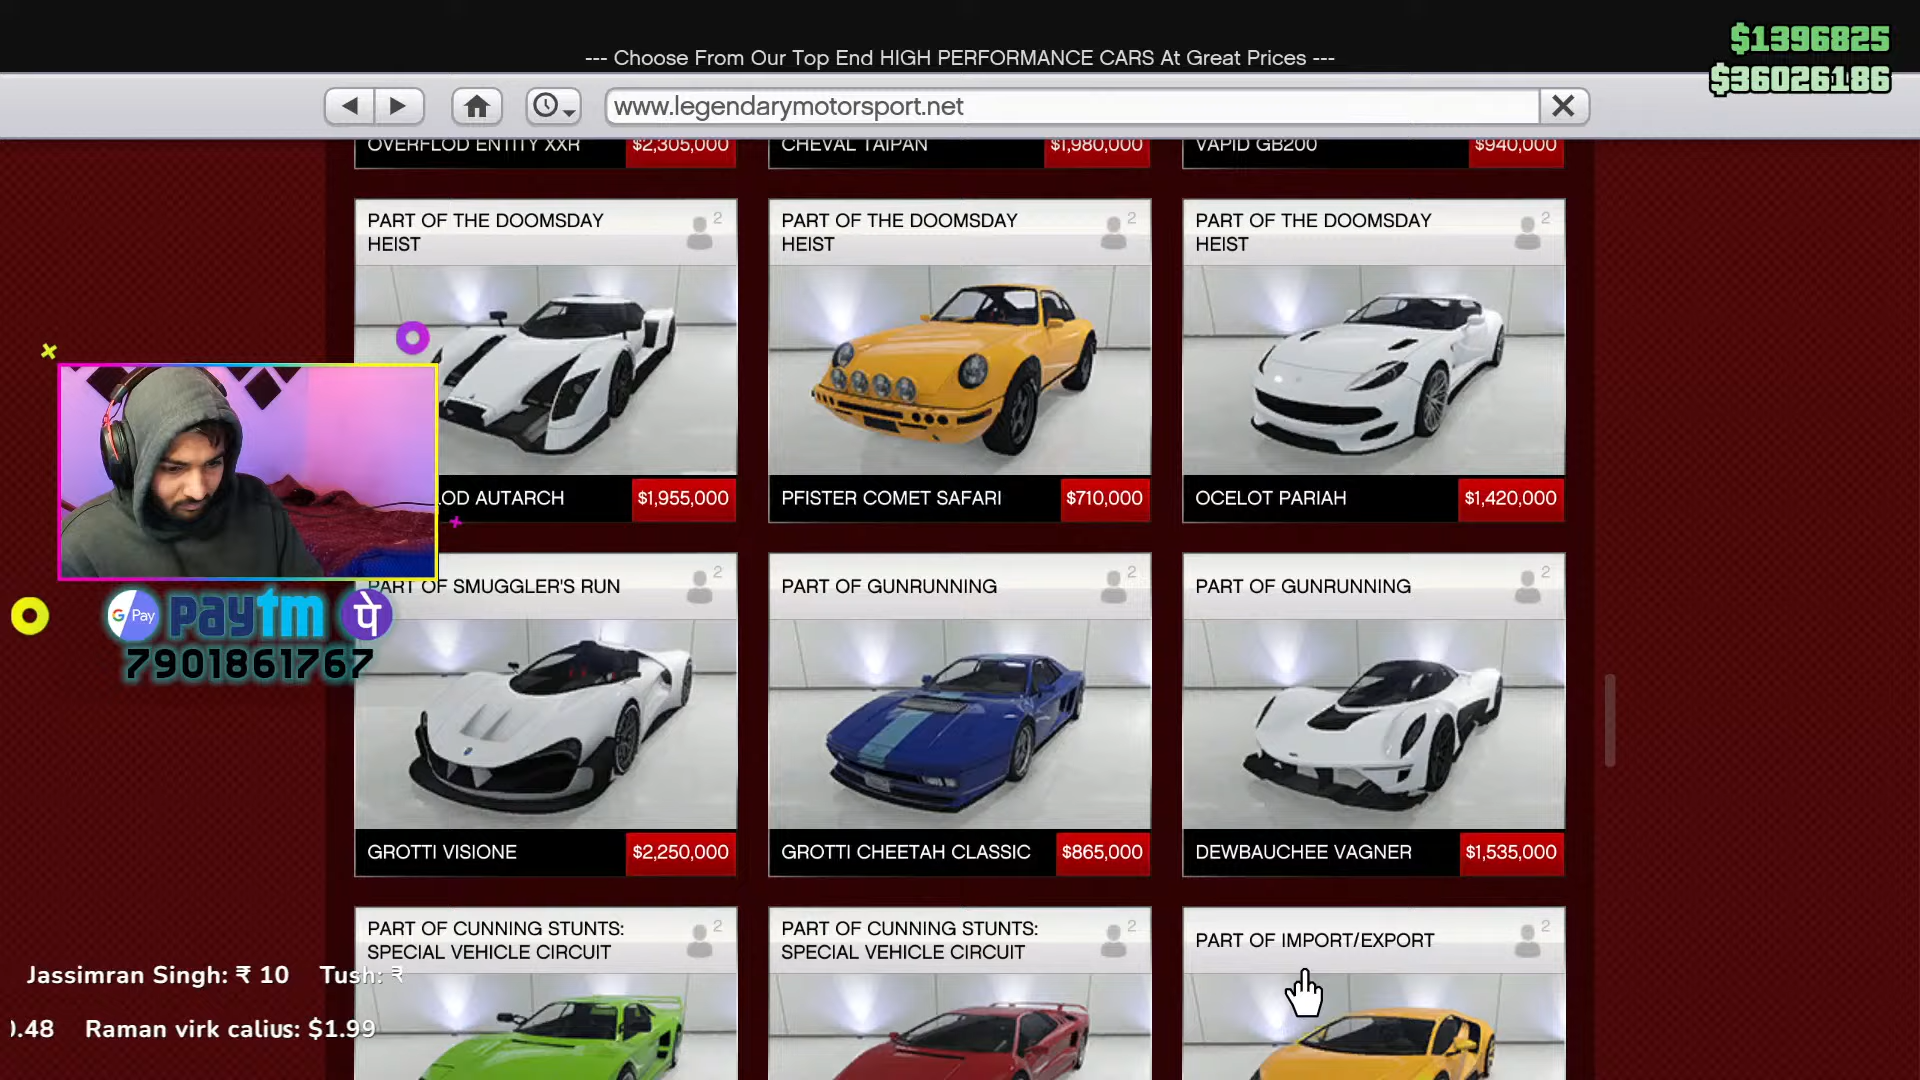 $1396825
--- Choose From Our Top End HIGH PERFORMANCE CARS At Great Prices ---
$36026186
www.legendarymotorsport.net
OVERFLOD ENTITY XXR $2,305,000
CHEVAL TAIPAN $1,980,000
VAPID GB200 $940,000
PART OF THE DOOMSDAY
HEIST
2
PART OF THE DOOMSDAY
HEIST
2
PART OF THE DOOMSDAY
HEIST
2
LOD AUTARCH $1,955,000
PFISTER COMET SAFARI $710,000
OCELOT PARIAH $1,420,000
PART OF SMUGGLER'S RUN 2
PART OF GUNRUNNING 2
PART OF GUNRUNNING 2
G Pay paytm पे
7901861767
GROTTI VISIONE $2,250,000
GROTTI CHEETAH CLASSIC $865,000
DEWBAUCHEE VAGNER $1,535,000
PART OF CUNNING STUNTS:
SPECIAL VEHICLE CIRCUIT
2
PART OF CUNNING STUNTS:
SPECIAL VEHICLE CIRCUIT
2
PART OF IMPORT/EXPORT 2
Jassimran Singh: ₹ 10 Tush: ₹
.48 Raman virk calius: $1.99